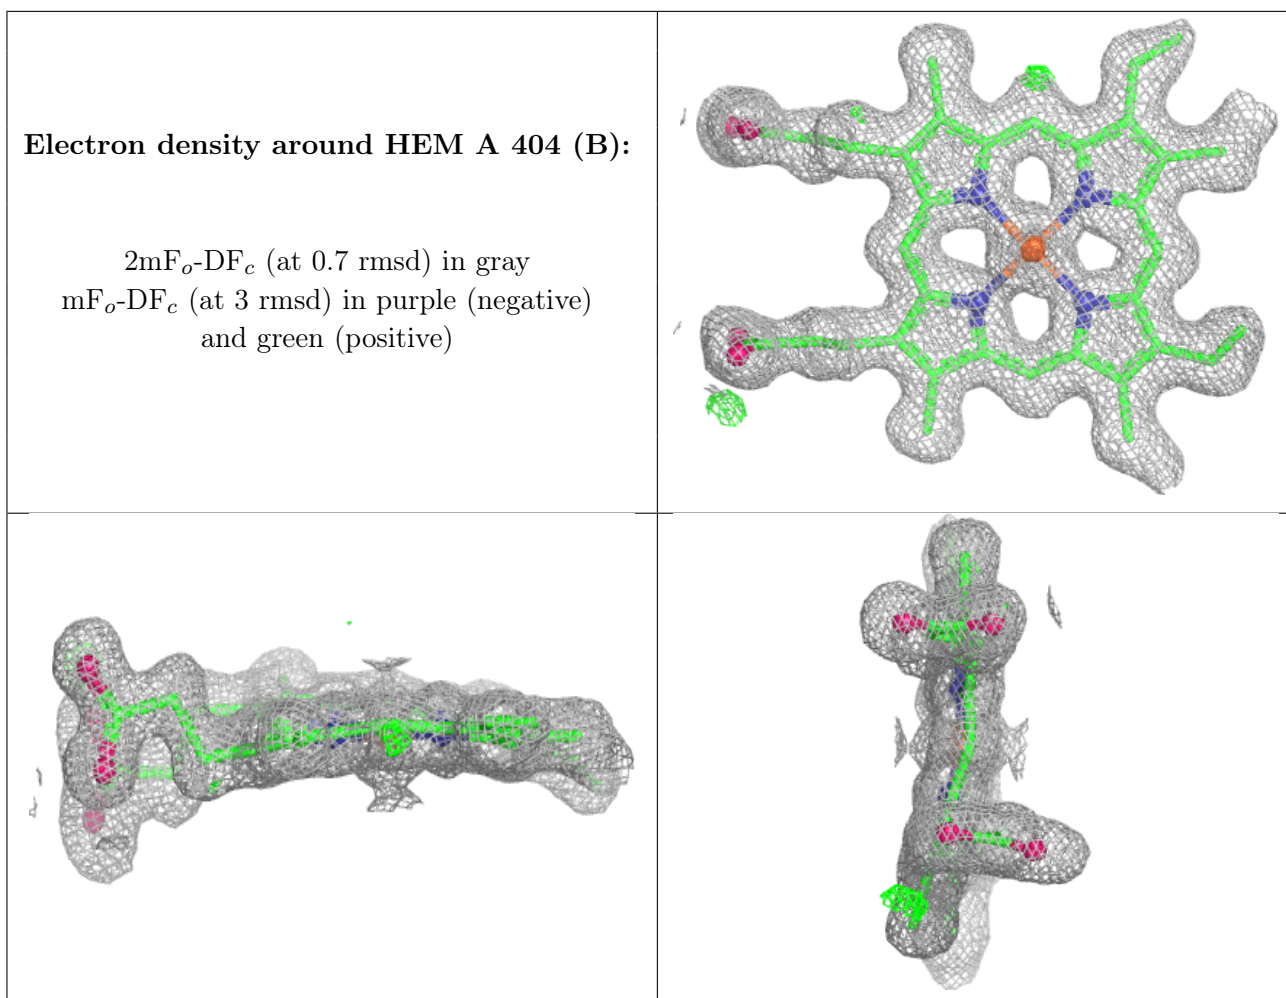 Electron density around HEM A 404 (B):
2mFo-DFc (at 0.7 rmsd) in gray
mFo-DFc (at 3 rmsd) in purple (negative)
and green (positive)